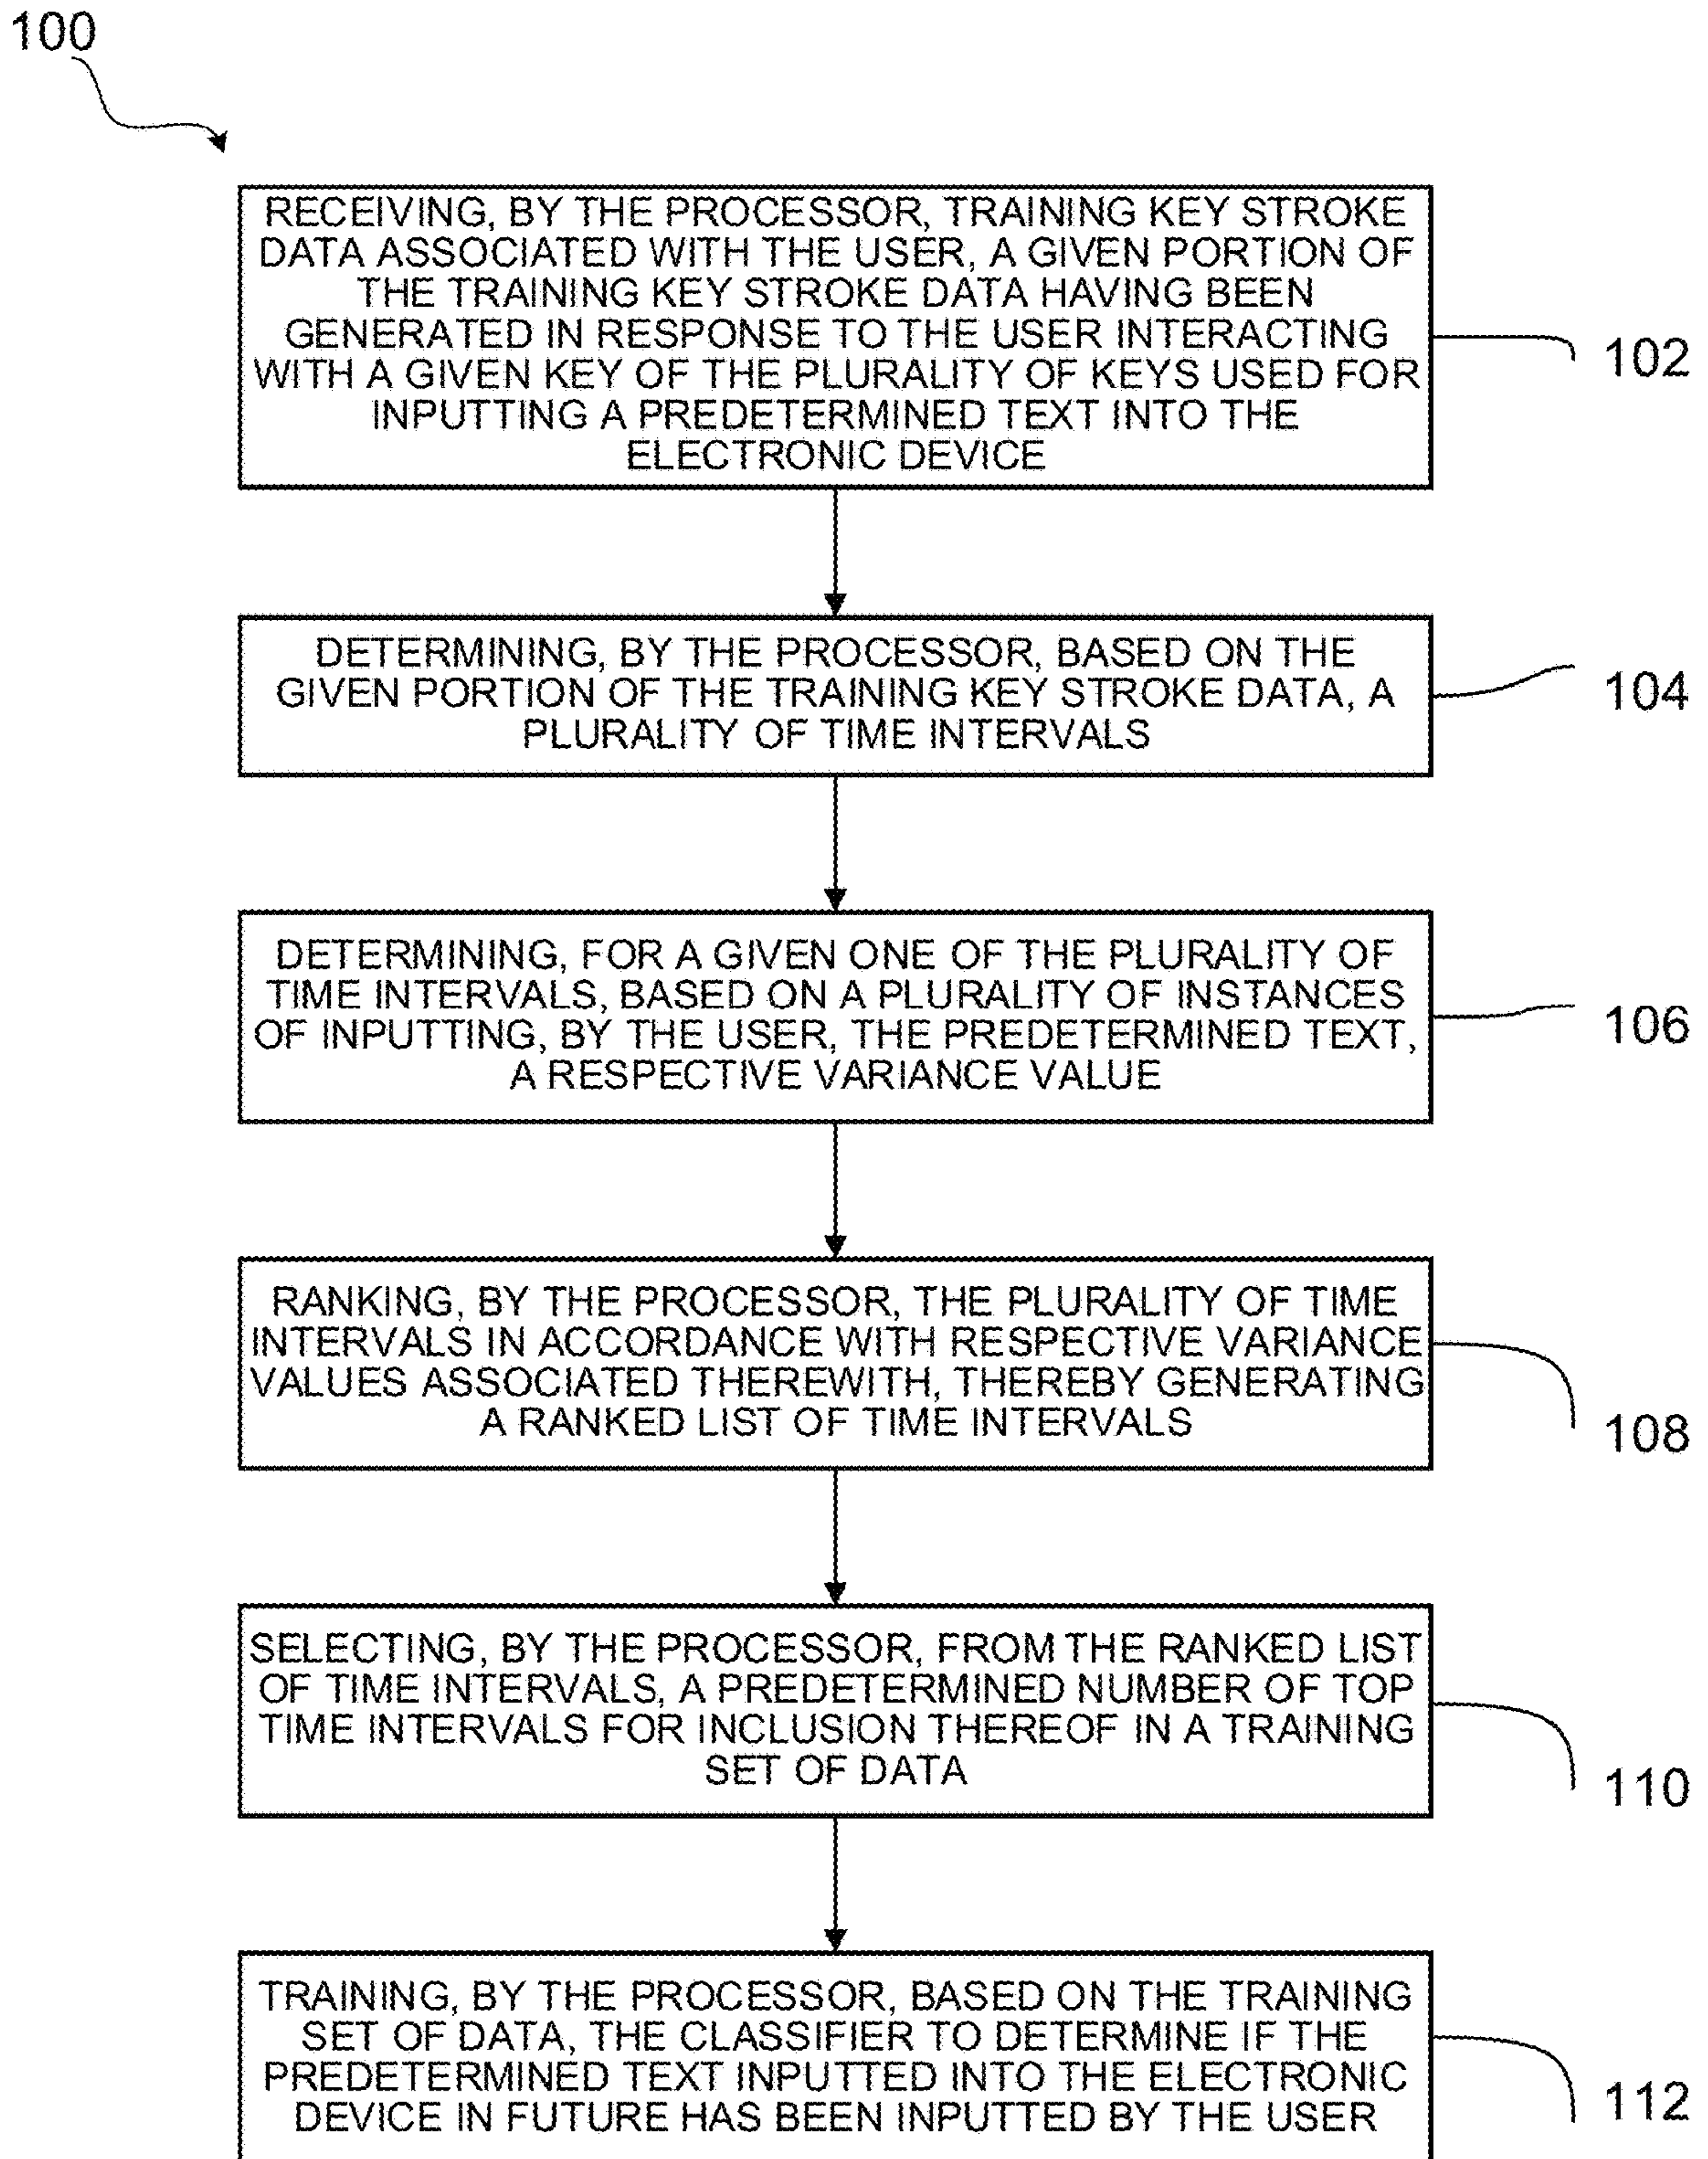 100
RECEIVING, BY THE PROCESSOR, TRAINING KEY STROKE
DATA ASSOCIATED WITH THE USER, A GIVEN PORTION OF
THE TRAINING KEY STROKE DATA HAVING BEEN
GENERATED IN RESPONSE TO THE USER INTERACTING
WITH A GIVEN KEY OF THE PLURALITY OF KEYS USED FOR
INPUTTING A PREDETERMINED TEXT INTO THE
ELECTRONIC DEVICE
102
DETERMINING, BY THE PROCESSOR, BASED ON THE
GIVEN PORTION OF THE TRAINING KEY STROKE DATA, A
PLURALITY OF TIME INTERVALS
104
DETERMINING, FOR A GIVEN ONE OF THE PLURALITY OF
TIME INTERVALS, BASED ON A PLURALITY OF INSTANCES
OF INPUTTING, BY THE USER, THE PREDETERMINED TEXT,
A RESPECTIVE VARIANCE VALUE
106
RANKING, BY THE PROCESSOR, THE PLURALITY OF TIME
INTERVALS IN ACCORDANCE WITH RESPECTIVE VARIANCE
VALUES ASSOCIATED THEREWITH, THEREBY GENERATING
A RANKED LIST OF TIME INTERVALS
108
SELECTING, BY THE PROCESSOR, FROM THE RANKED LIST
OF TIME INTERVALS, A PREDETERMINED NUMBER OF TOP
TIME INTERVALS FOR INCLUSION THEREOF IN A TRAINING
SET OF DATA
110
TRAINING, BY THE PROCESSOR, BASED ON THE TRAINING
SET OF DATA, THE CLASSIFIER TO DETERMINE IF THE
PREDETERMINED TEXT INPUTTED INTO THE ELECTRONIC
DEVICE IN FUTURE HAS BEEN INPUTTED BY THE USER
112